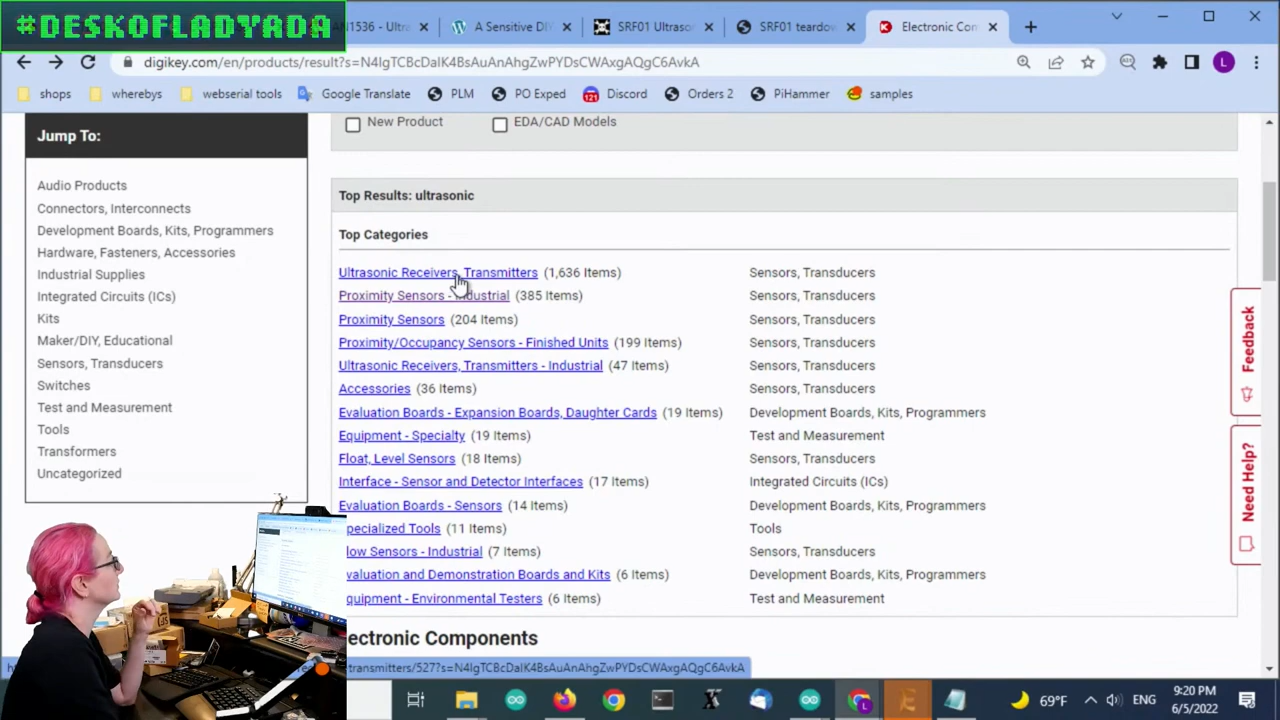 #DESKOFLADYADA
AN1536 - Ultra
A Sensitive DI
SRF01 Ultrason
SRF01 teardow
Electronic Com
digikey.com/en/products/result?s=N4IgTCBcDaIK4BsAuAnAhgZwPYDsCWAxgAQgC6AvkA
shops
whereby
webserial tools
Google Translate
PLM
PO Exped
121
Discord
Orders 2
PiHammer
samples
L
Jump To:
Audio Products
Connectors, Interconnects
Development Boards, Kits, Programmers
Hardware, Fasteners, Accessories
Industrial Supplies
Integrated Circuits (ICs)
Kits
Maker/DIY, Educational
Sensors, Transducers
Switches
Test and Measurement
Tools
Transformers
Uncategorized
New Product EDA/CAD Models
Top Results: ultrasonic
Top Categories
Ultrasonic Receivers, Transmitters (1,636 Items) Sensors, Transducers
Proximity Sensors - Industrial (385 Items) Sensors, Transducers
Proximity Sensors (204 Items) Sensors, Transducers
Proximity/Occupancy Sensors - Finished Units (199 Items) Sensors, Transducers
Ultrasonic Receivers, Transmitters - Industrial (47 Items) Sensors, Transducers
Accessories (36 Items) Sensors, Transducers
Evaluation Boards - Expansion Boards, Daughter Cards (19 Items) Development Boards, Kits, Programmers
Equipment - Specialty (19 Items) Test and Measurement
Float, Level Sensors (18 Items) Sensors, Transducers
Interface - Sensor and Detector Interfaces (17 Items) Integrated Circuits (ICs)
Evaluation Boards - Sensors (14 Items) Development Boards, Kits, Programmers
pecialized Tools (11 Items) Tools
low Sensors - Industrial (7 Items) Sensors, Transducers
valuation and Demonstration Boards and Kits (6 Items) Development Boards, Kits, Programmers
quipment - Environmental Testers (6 Items) Test and Measurement
ectronic Components
transmitters/527?s=N4IgTCBcDaIK4BsAuAnAhgZwPYDsCWAxgAQgC6AvkA
Feedback
Need Help?
69°F
ENG
9:20 PM
6/5/2022